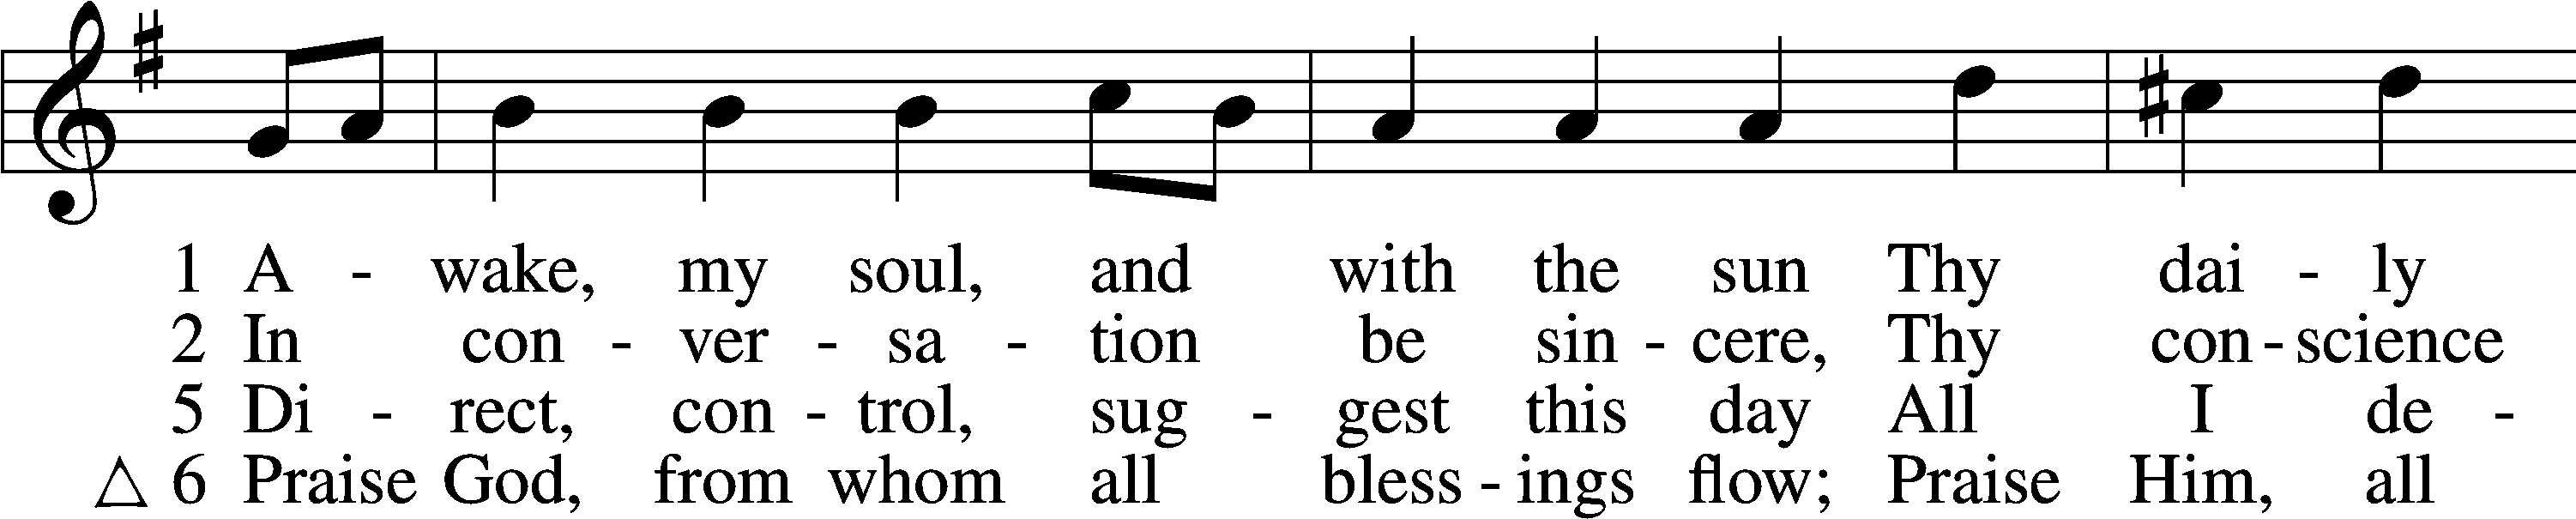 1 A - wake, my soul, and with the sun Thy dai - ly
2 In con - ver - sa - tion be sin - cere, Thy con - science
5 Di - rect, con - trol, sug - gest this day All I de -
△ 6 Praise God, from whom all bless - ings flow; Praise Him, all